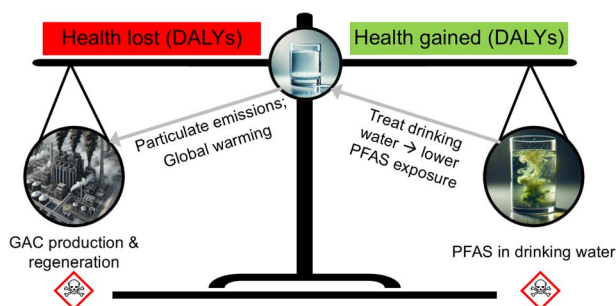 Health lost (DALYs)
Health gained (DALYs)
Particulate emissions;
Global warming
Treat drinking
water → lower
PFAS exposure
GAC production &
regeneration
PFAS in drinking water